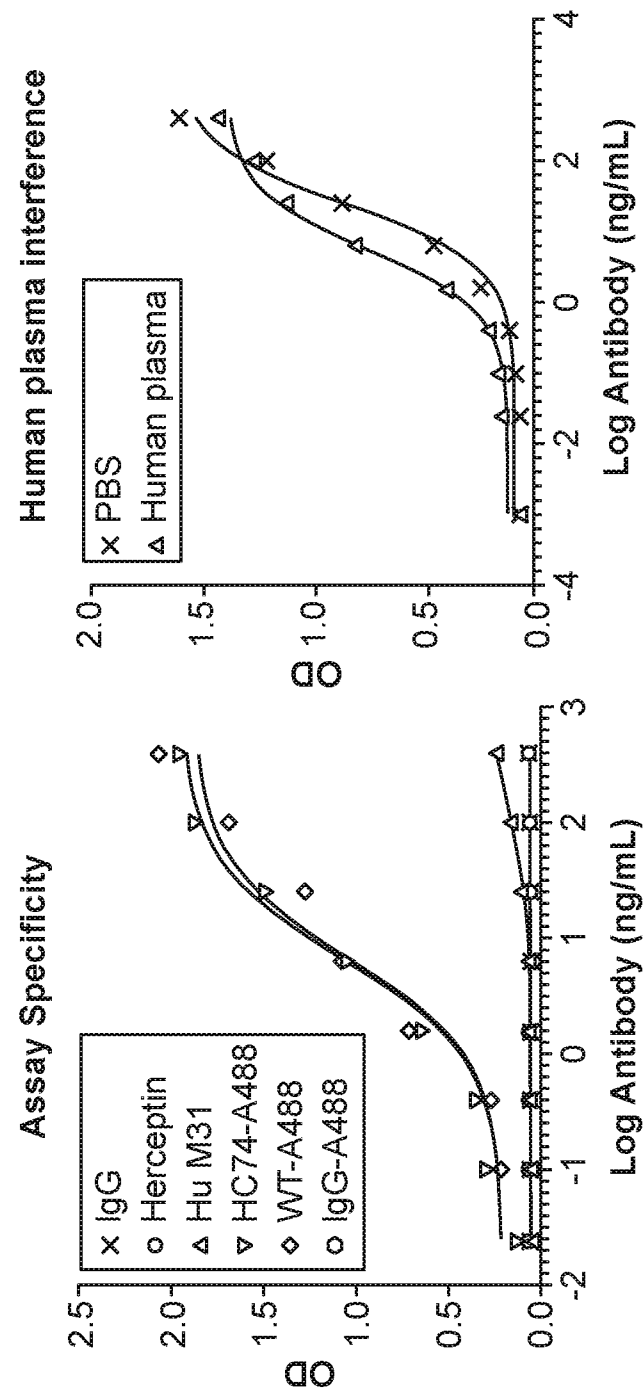 Assay Specificity
IgG
Herceptin
Hu M31
HC74-A488
WT-A488
IgG-A488
2.5
2.0
1.5
1.0
0.5
0.0
OD
-2
-1
0
1
2
3
Log Antibody (ng/mL)
Human plasma interference
PBS
Human plasma
2.0
1.5
1.0
0.5
0.0
OD
-4
-2
0
2
4
Log Antibody (ng/mL)